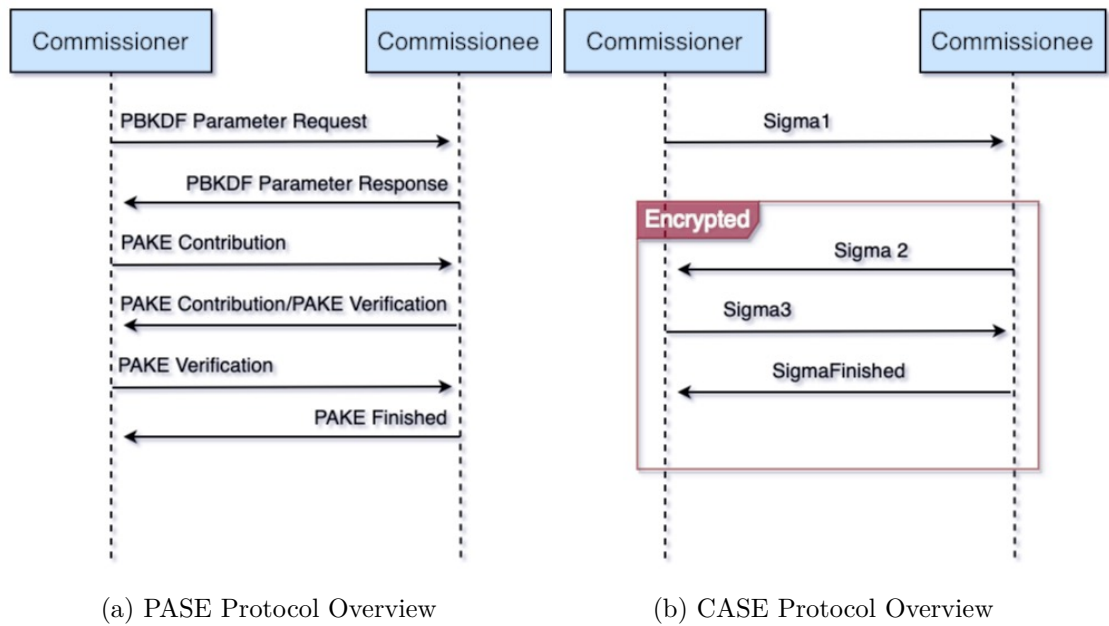 Commissioner
Commissionee
PBKDF Parameter Request
PBKDF Parameter Response
PAKE Contribution
PAKE Contribution/PAKE Verification
PAKE Verification
PAKE Finished
(a) PASE Protocol Overview
Commissioner
Commissionee
Sigma1
Encrypted
Sigma 2
Sigma3
SigmaFinished
(b) CASE Protocol Overview